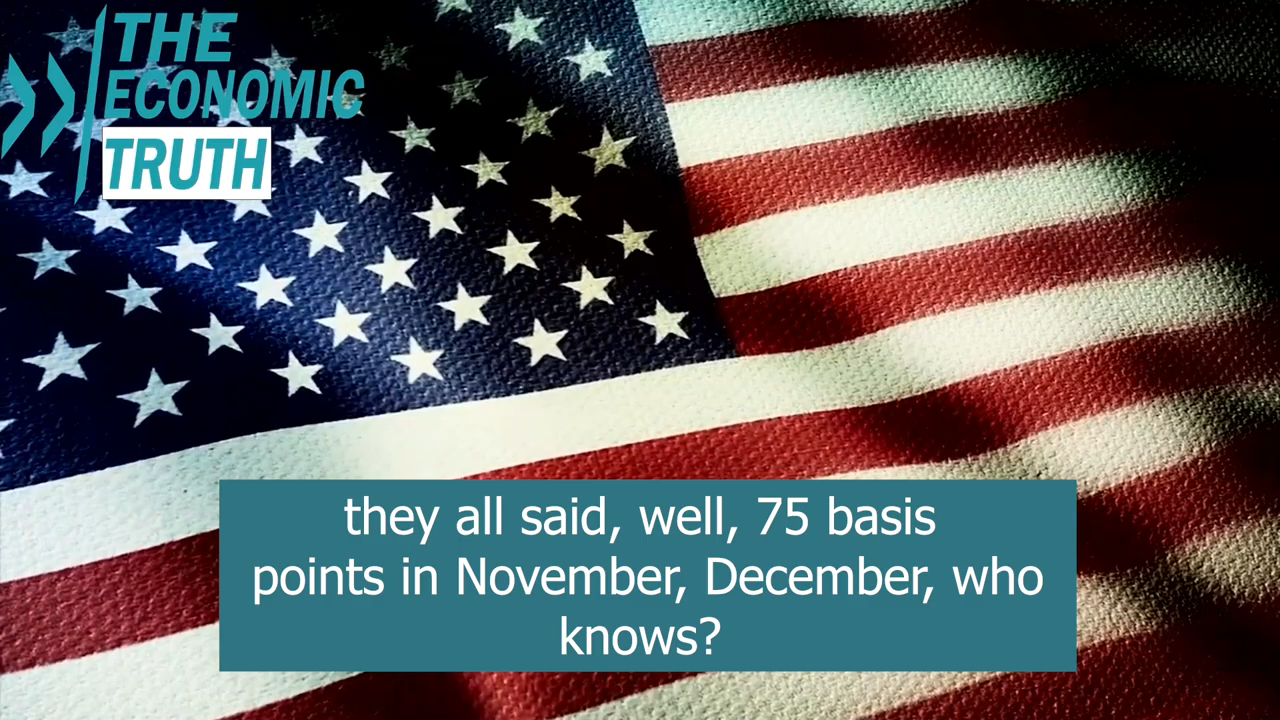 THE
ECONOMIC
TRUTH
they all said, well, 75 basis
points in November, December, who
knows?